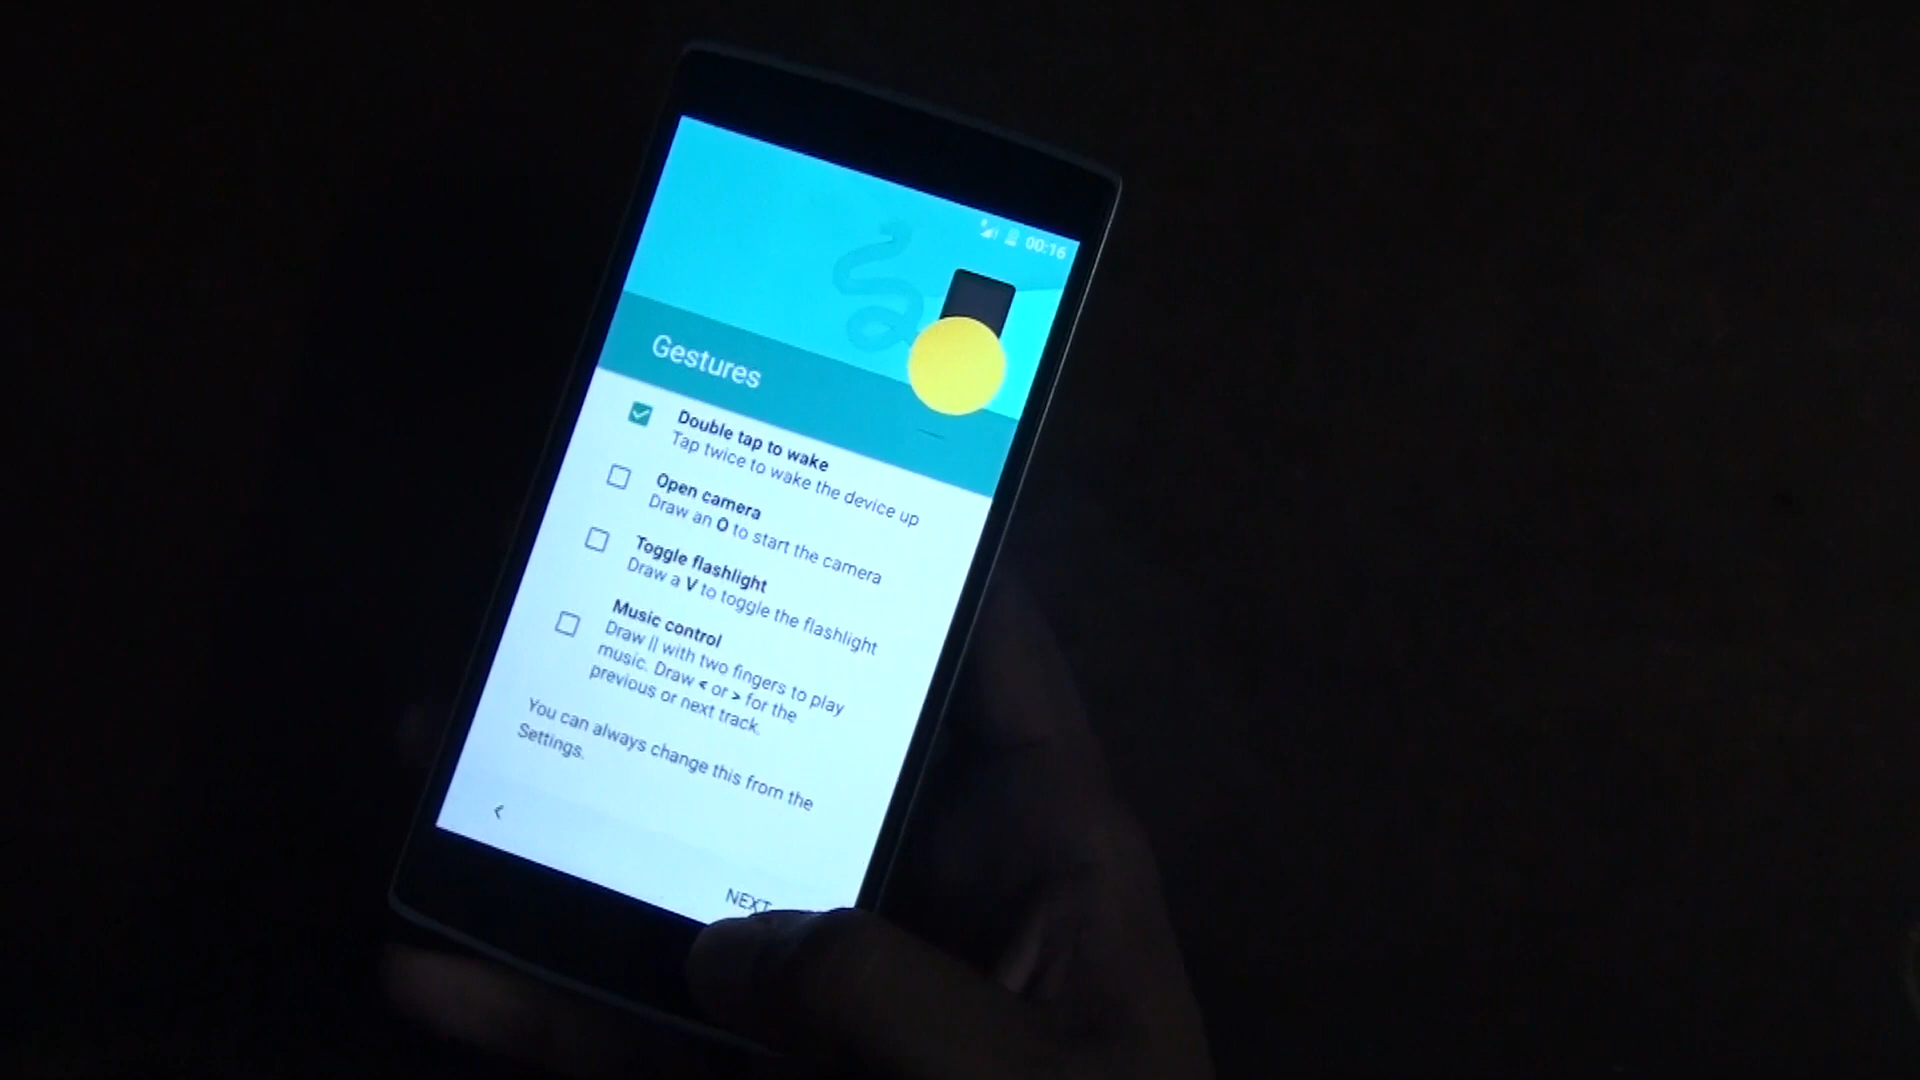 00:16
Gestures
Double tap to wake
Tap twice to wake the device up
Open camera
Draw an O to start the camera
Toggle flashlight
Draw a V to toggle the flashlight
Music control
Draw || with two fingers to play
music. Draw < or > for the
previous or next track.
You can always change this from the
Settings.
<
NEXT